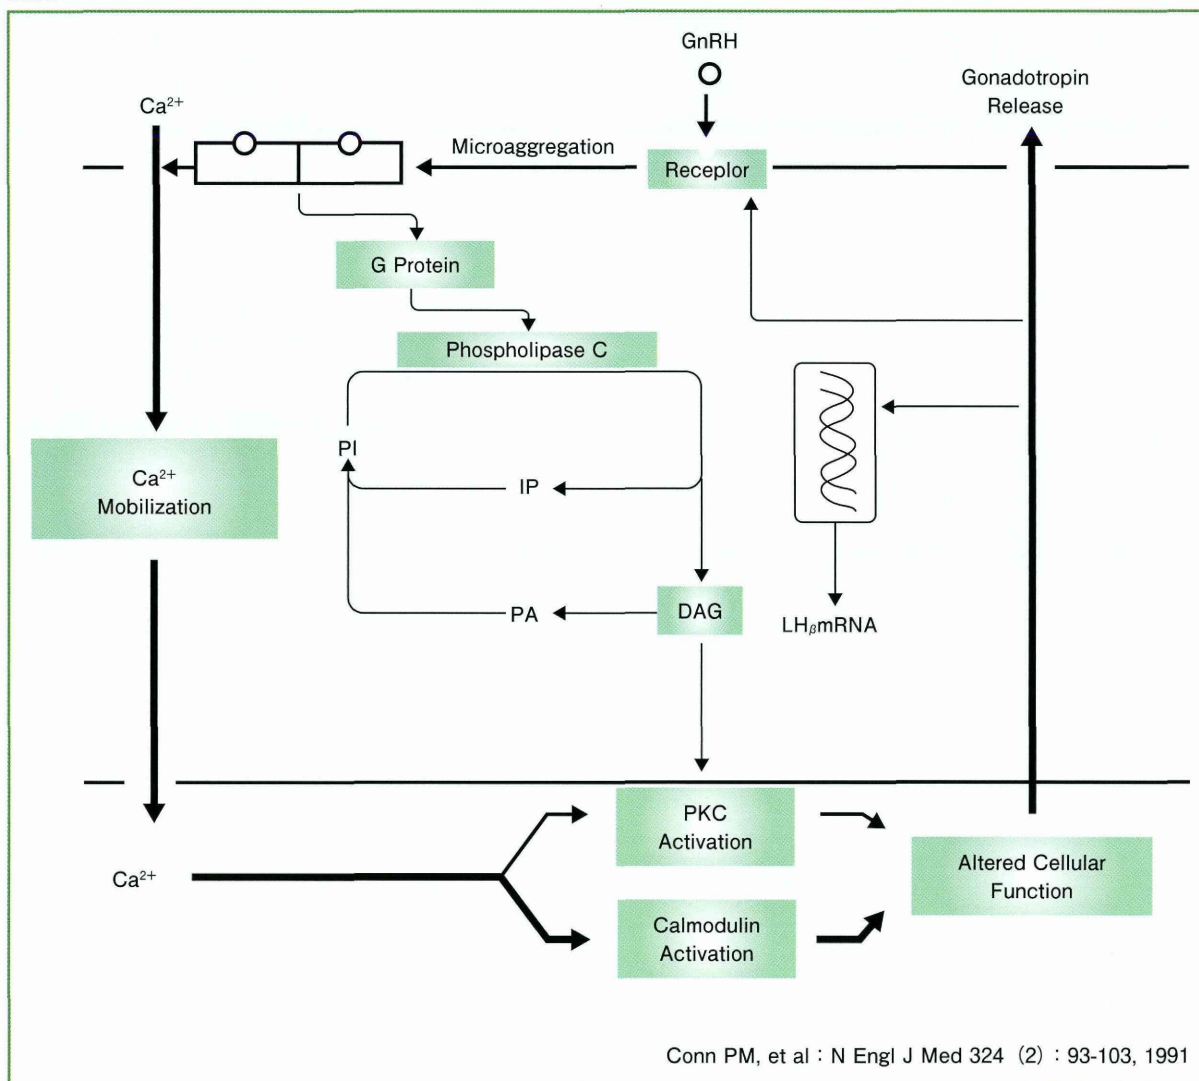 GnRH
Gonadotropin
Release
Ca²⁺
Microaggregation
Receplor
G Protein
Phospholipase C
PI
IP
Ca²⁺
Mobilization
PA
DAG
LHᵦmRNA
PKC
Activation
Ca²⁺
Altered Cellular
Function
Calmodulin
Activation
Conn PM, et al : N Engl J Med 324 (2) : 93-103, 1991